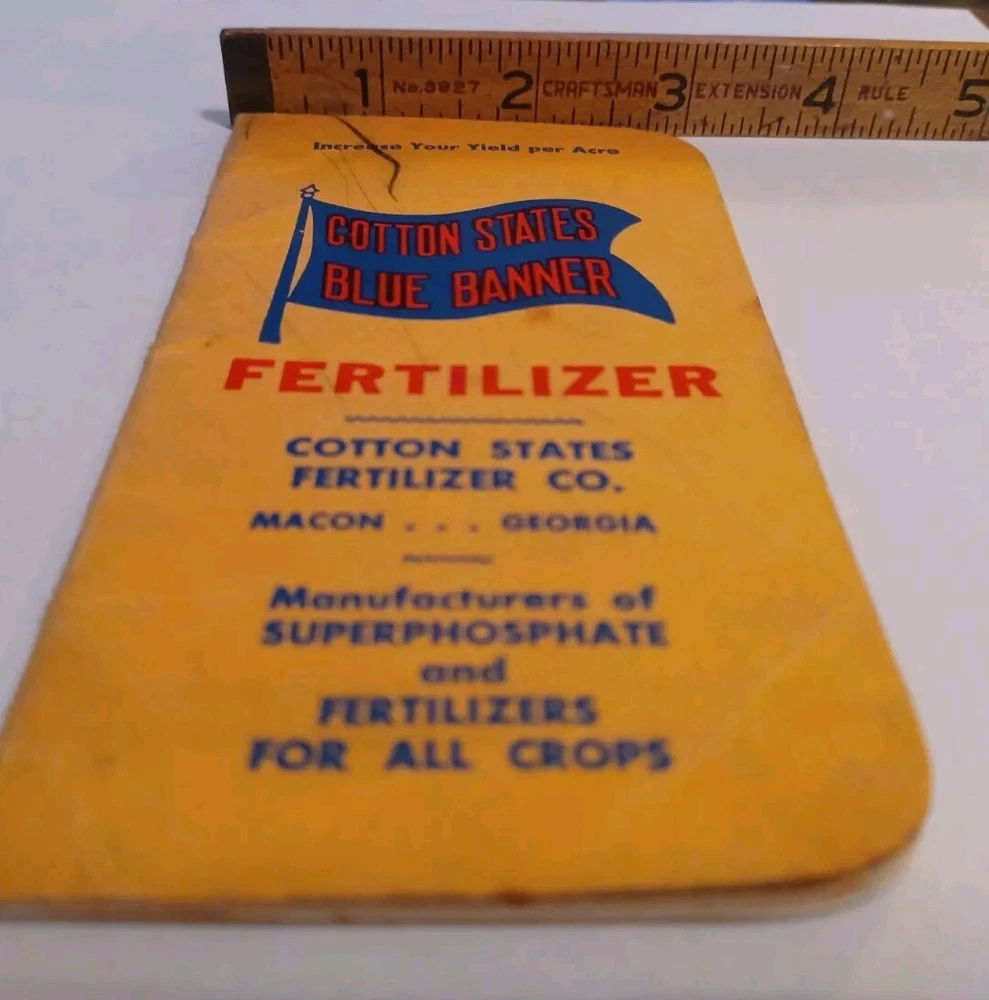 1 No.3927 2 CRAFTSMAN 3 EXTENSION 4 RULE 5
Increase Your Yield per Acre
COTTON STATES
BLUE BANNER
FERTILIZER
COTTON STATES
FERTILIZER CO.
MACON . . . GEORGIA
Manufacturers of
SUPERPHOSPHATE
and
FERTILIZERS
FOR ALL CROPS